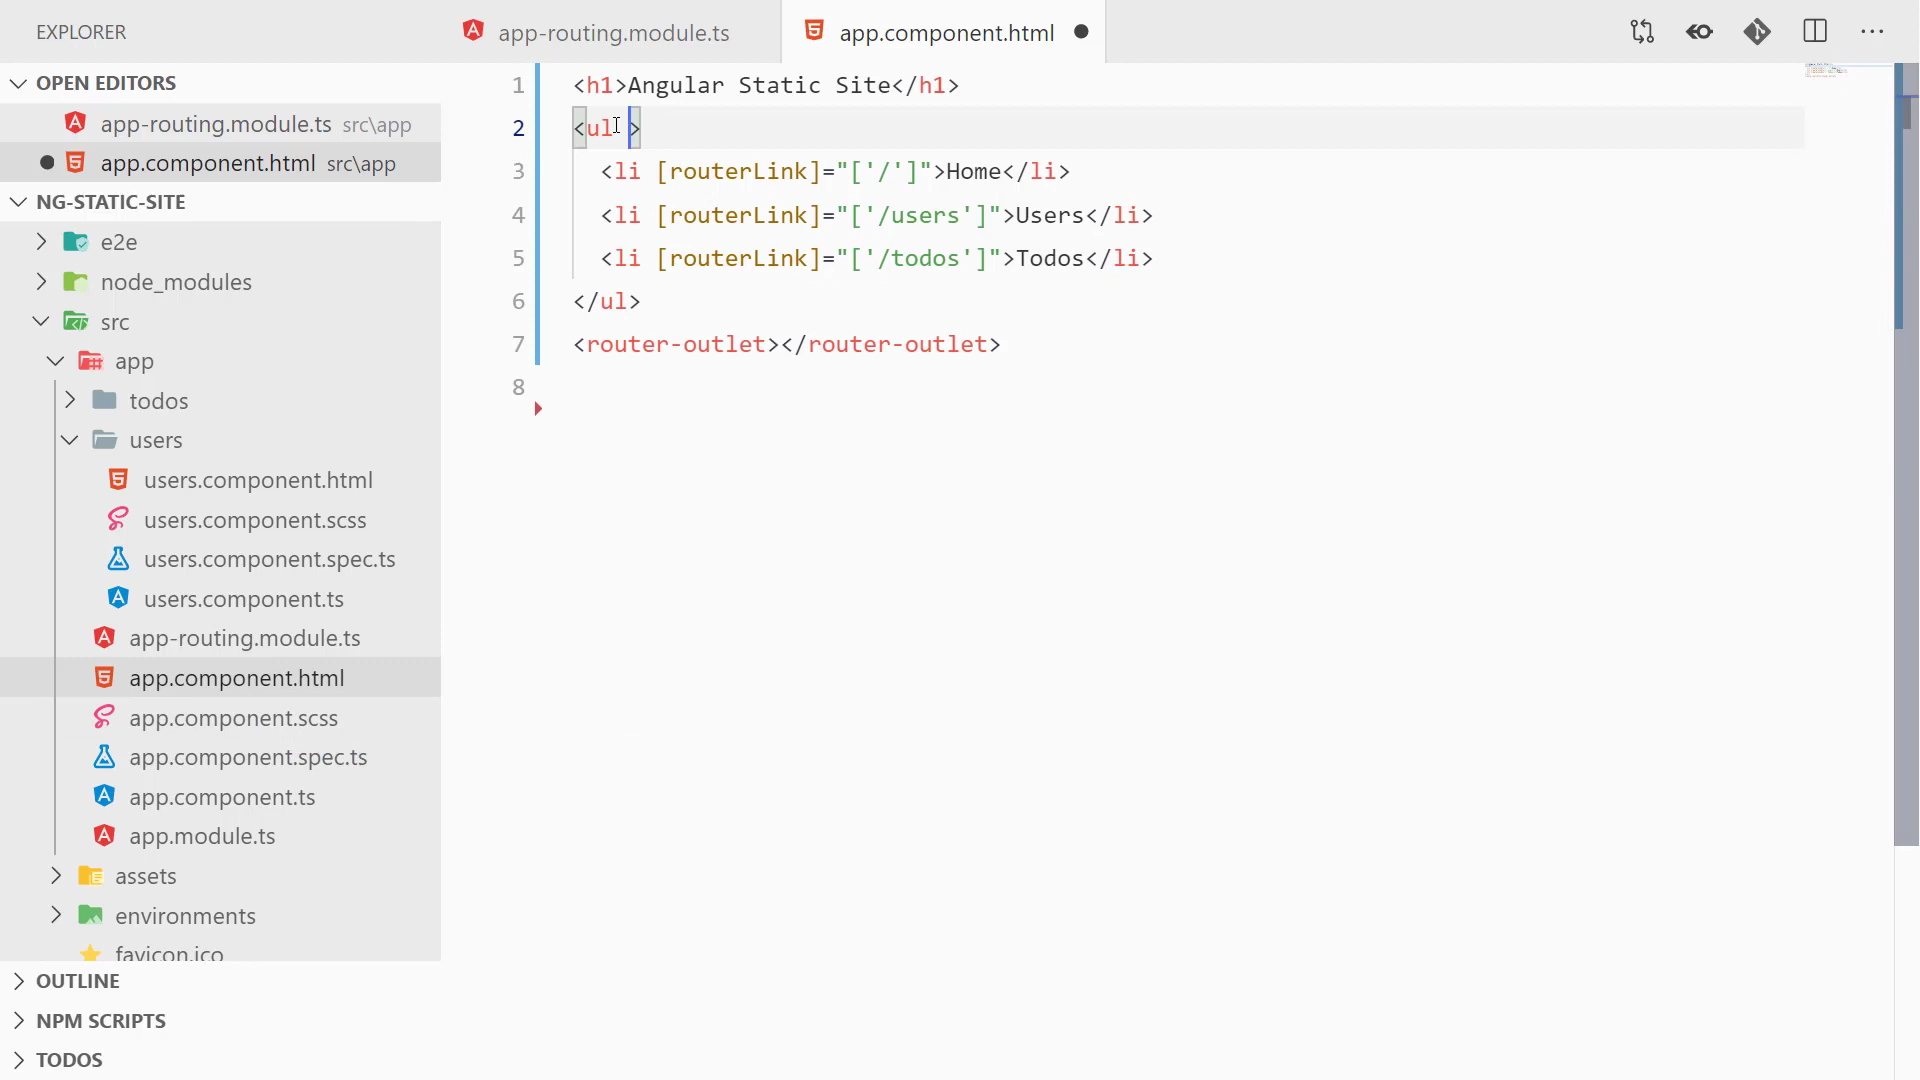 EXPLORER
app-routing.module.ts
app.component.html
OPEN EDITORS
app-routing.module.ts src\app
app.component.html src\app
NG-STATIC-SITE
e2e
node_modules
src
app
todos
users
users.component.html
users.component.scss
users.component.spec.ts
users.component.ts
app-routing.module.ts
app.component.html
app.component.scss
app.component.spec.ts
app.component.ts
app.module.ts
assets
environments
favicon.ico
OUTLINE
NPM SCRIPTS
TODOS
1 <h1>Angular Static Site</h1>
2 <ul >
3 <li [routerLink]="['/']">Home</li>
4 <li [routerLink]="['/users']">Users</li>
5 <li [routerLink]="['/todos']">Todos</li>
6 </ul>
7 <router-outlet></router-outlet>
8